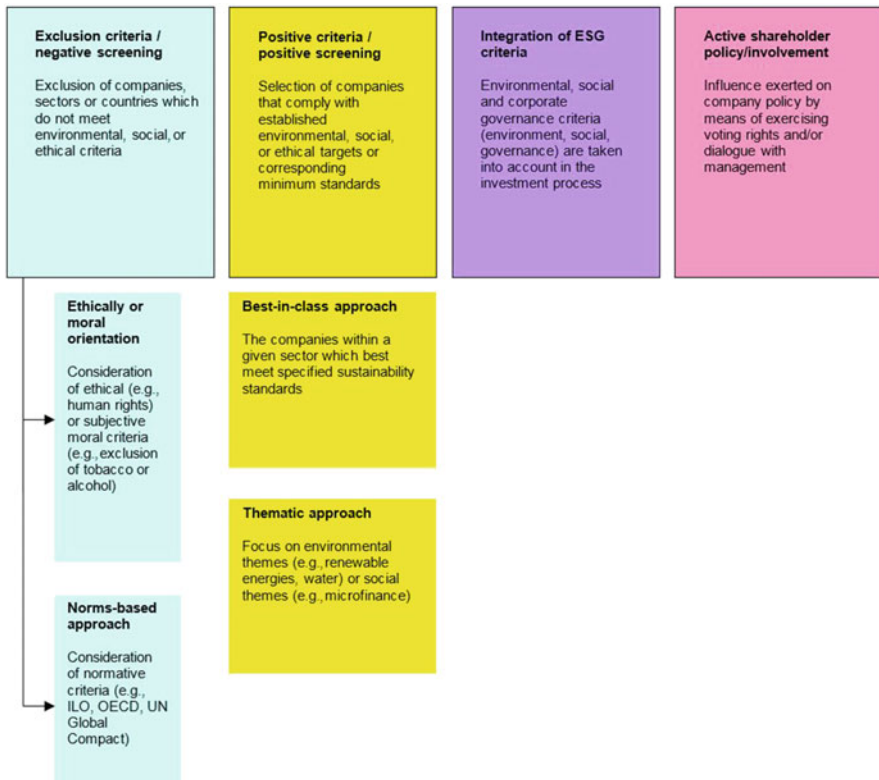 Exclusion criteria /
negative screening
Exclusion of companies,
sectors or countries which
do not meet
environmental, social, or
ethical criteria
Positive criteria /
positive screening
Selection of companies
that comply with
established
environmental, social,
or ethical targets or
corresponding
minimum standards
Integration of ESG
criteria
Environmental, social
and corporate
governance criteria
(environment, social,
governance) are taken
into account in the
investment process
Active shareholder
policy/involvement
Influence exerted on
company policy by
means of exercising
voting rights and/or
dialogue with
management
Ethically or
moral
orientation
Consideration
of ethical (e.g.,
human rights)
or subjective
moral criteria
(e.g., exclusion
of tobacco or
alcohol)
Best-in-class approach
The companies within a
given sector which best
meet specified sustainability
standards
Thematic approach
Focus on environmental
themes (e.g., renewable
energies, water) or social
themes (e.g., microfinance)
Norms-based
approach
Consideration
of normative
criteria (e.g.,
ILO, OECD, UN
Global
Compact)